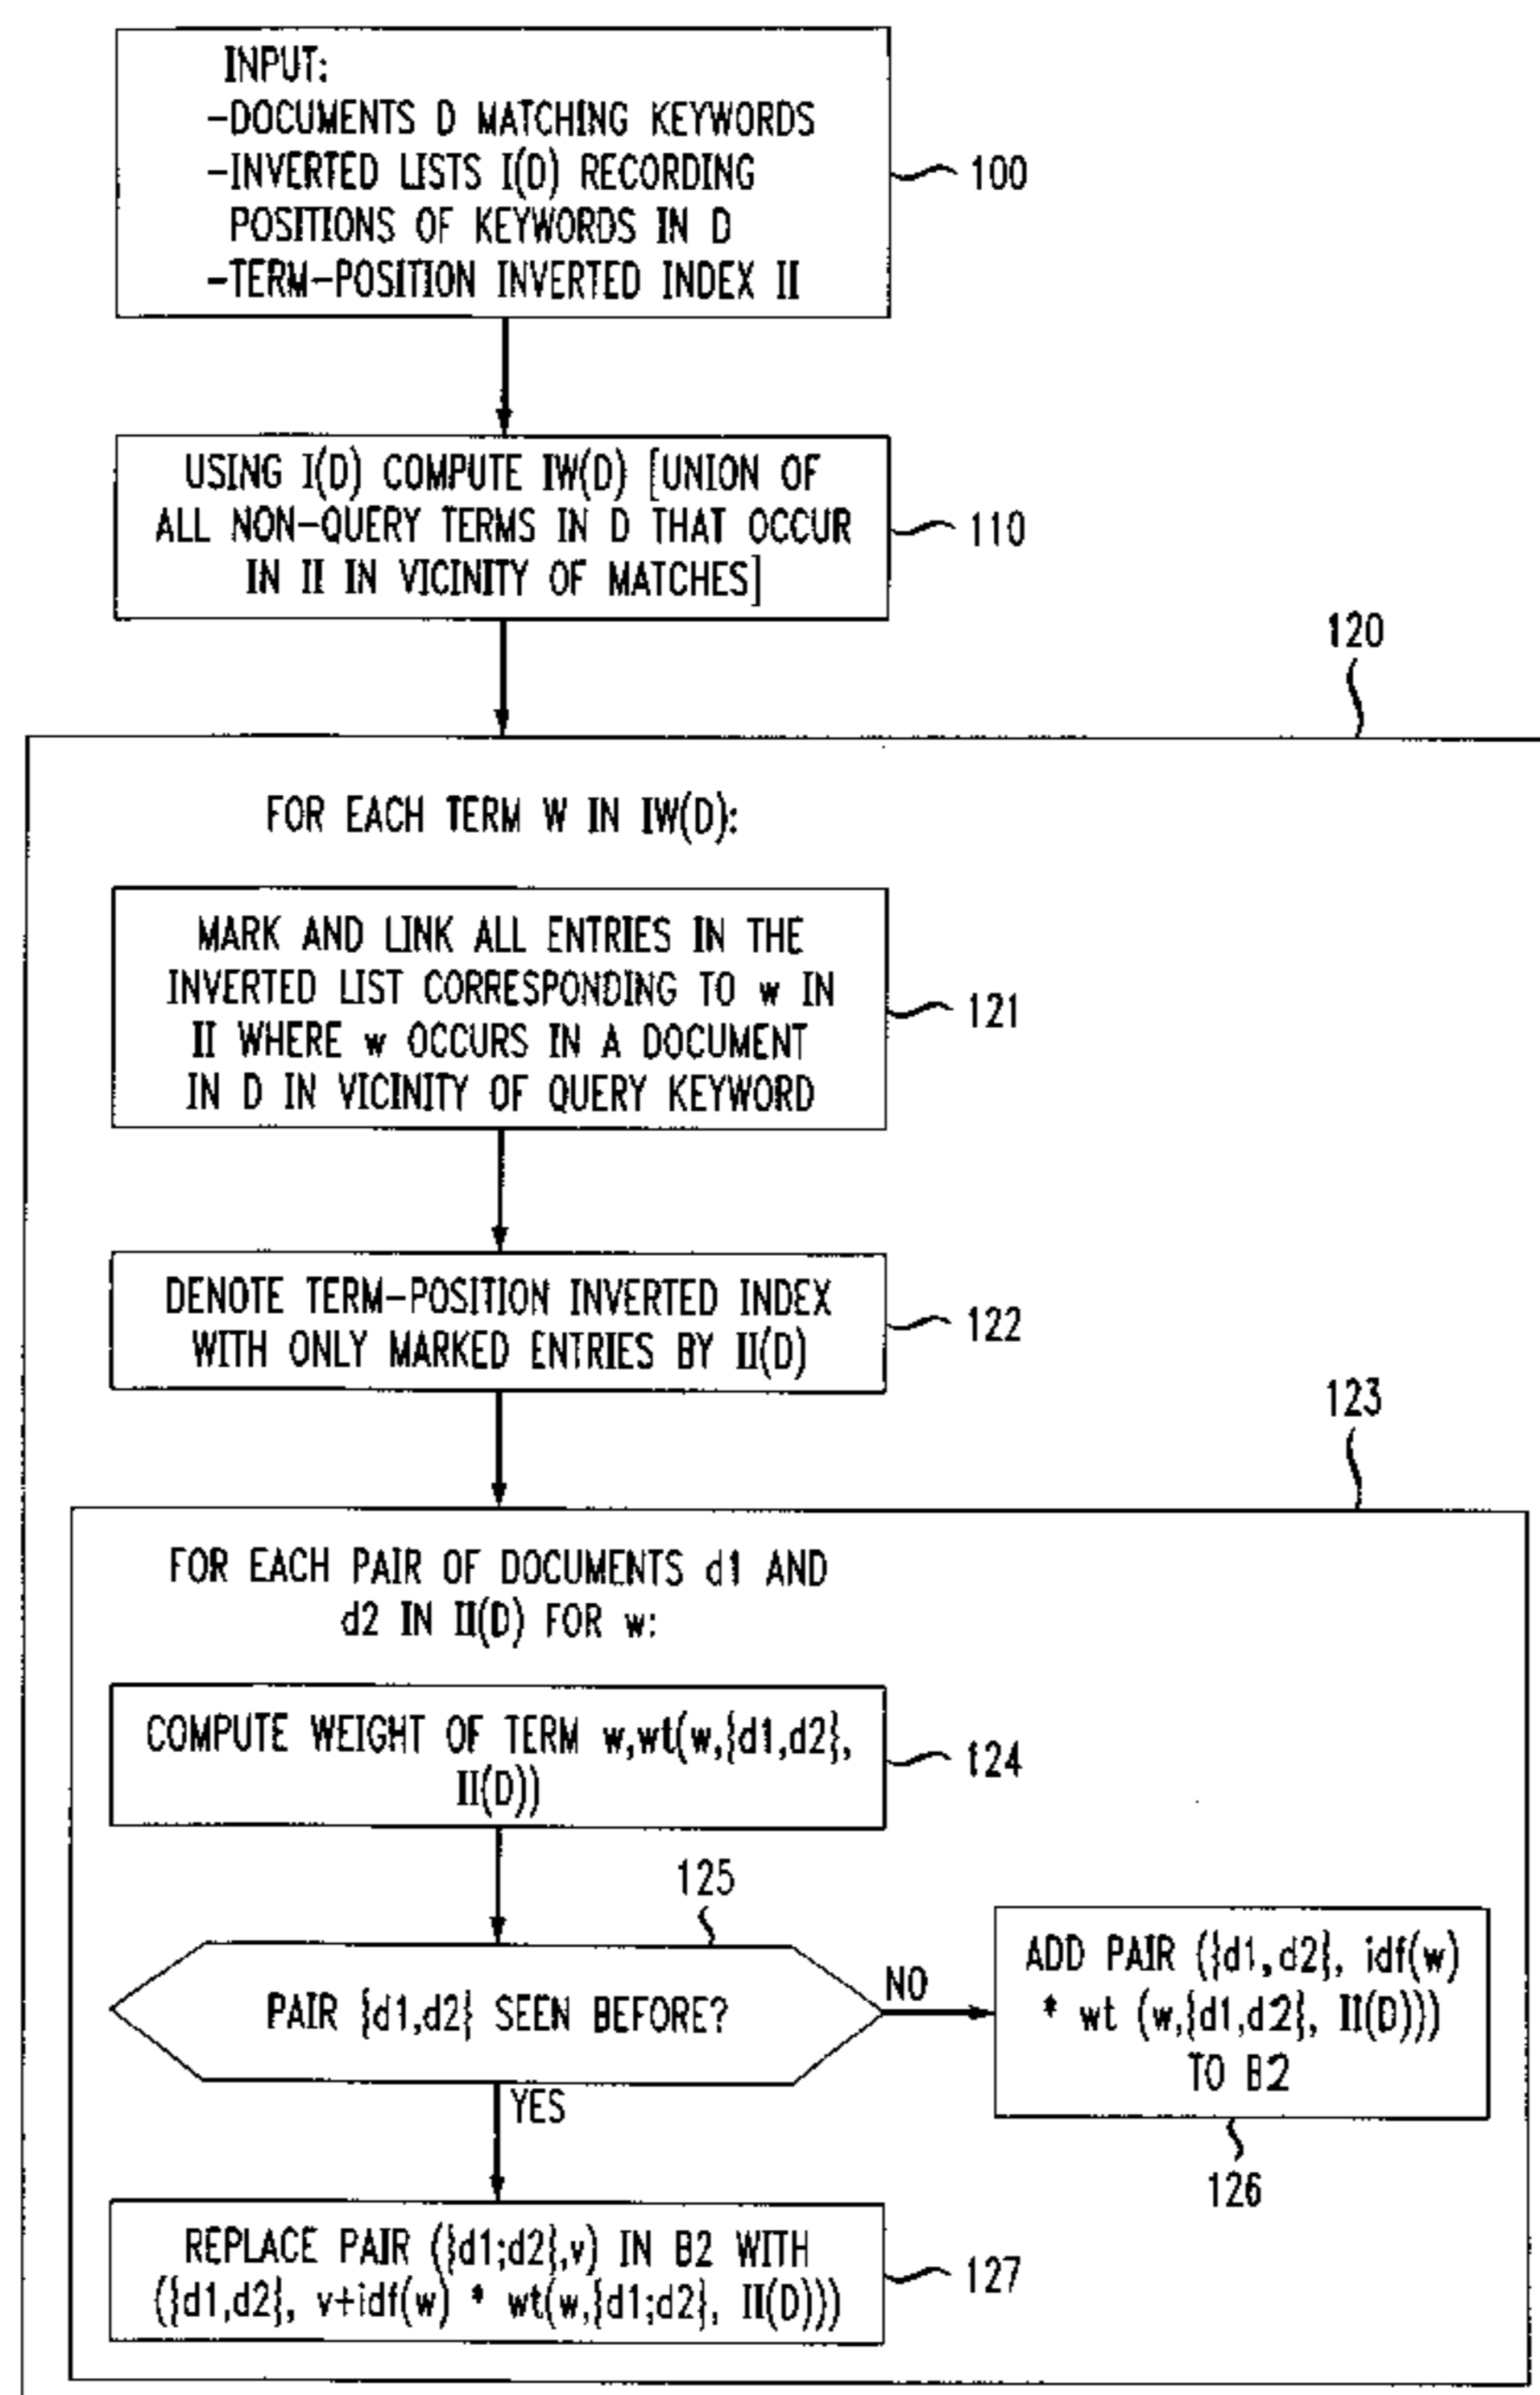 INPUT:
-DOCUMENTS D MATCHING KEYWORDS
-INVERTED LISTS I(D) RECORDING
POSITIONS OF KEYWORDS IN D
-TERM-POSITION INVERTED INDEX II
100
USING I(D) COMPUTE IW(D) [UNION OF
ALL NON-QUERY TERMS IN D THAT OCCUR
IN II IN VICINITY OF MATCHES]
110
120
FOR EACH TERM W IN IW(D):
MARK AND LINK ALL ENTRIES IN THE
INVERTED LIST CORRESPONDING TO w IN
II WHERE w OCCURS IN A DOCUMENT
IN D IN VICINITY OF QUERY KEYWORD
121
DENOTE TERM-POSITION INVERTED INDEX
WITH ONLY MARKED ENTRIES BY II(D)
122
123
FOR EACH PAIR OF DOCUMENTS d1 AND
d2 IN II(D) FOR w:
COMPUTE WEIGHT OF TERM w,wt(w,{d1,d2},
II(D))
124
125
PAIR {d1,d2} SEEN BEFORE?
NO
ADD PAIR ({d1,d2}, idf(w)
* wt (w,{d1,d2}, II(D)))
TO B2
126
YES
REPLACE PAIR ({d1;d2},v) IN B2 WITH
({d1,d2}, v+idf(w) * wt(w,{d1;d2}, II(D)))
127